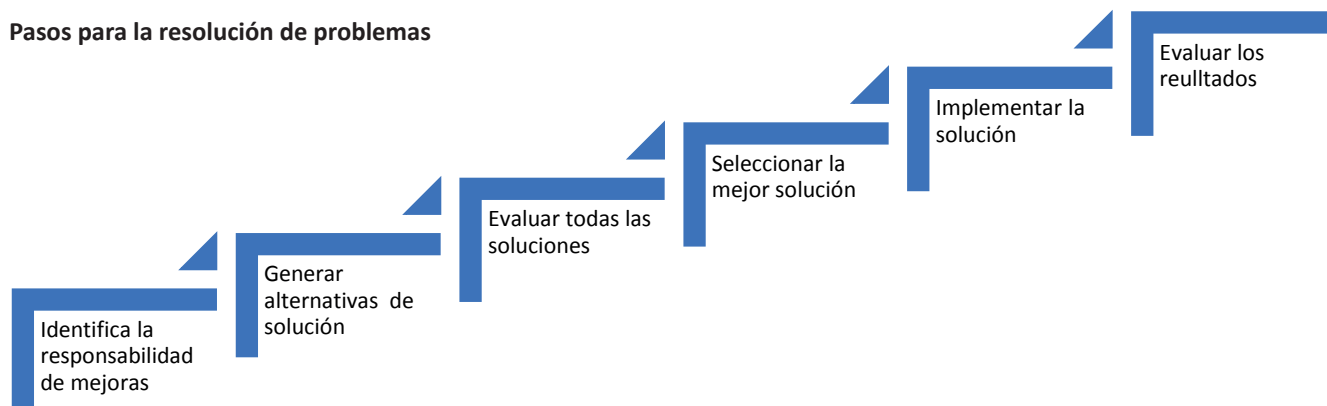 Pasos para la resolución de problemas
Identifica la
responsabilidad
de mejoras
Generar
alternativas de
solución
Evaluar todas las
soluciones
Seleccionar la
mejor solución
Implementar la
solución
Evaluar los
reulltados